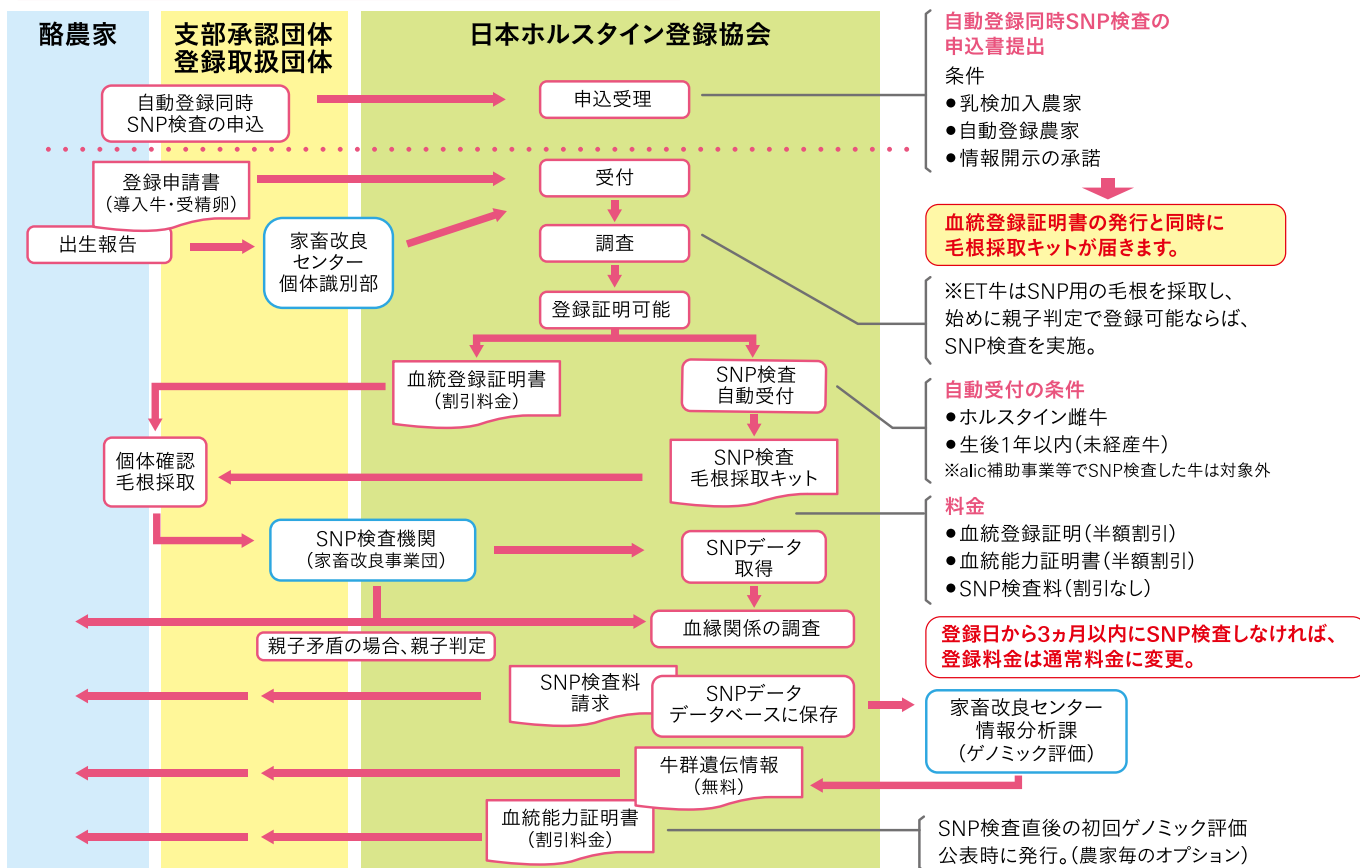 酪農家
支部承認団体
登録取扱団体
日本ホルスタイン登録協会
自動登録同時
SNP検査の申込
申込受理
登録申請書
(導入牛・受精卵)
受付
出生報告
家畜改良
センター
個体識別部
調査
登録証明可能
血統登録証明書
(割引料金)
SNP検査
自動受付
個体確認
毛根採取
SNP検査
毛根採取キット
SNP検査機関
(家畜改良事業団)
SNPデータ
取得
血縁関係の調査
親子矛盾の場合、親子判定
SNP検査料
請求
SNPデータ
データベースに保存
家畜改良センター
情報分析課
(ゲノミック評価)
牛群遺伝情報
(無料)
血統能力証明書
(割引料金)
自動登録同時SNP検査の
申込書提出
条件
●乳検加入農家
●自動登録農家
●情報開示の承諾
血統登録証明書の発行と同時に
毛根採取キットが届きます。
※ET牛はSNP用の毛根を採取し、
始めに親子判定で登録可能ならば、
SNP検査を実施。
自動受付の条件
●ホルスタイン雌牛
●生後1年以内(未経産牛)
※alic補助事業等でSNP検査した牛は対象外
料金
●血統登録証明(半額割引)
●血統能力証明書(半額割引)
●SNP検査料(割引なし)
登録日から3ヵ月以内にSNP検査しなければ、
登録料金は通常料金に変更。
SNP検査直後の初回ゲノミック評価
公表時に発行。(農家毎のオプション)